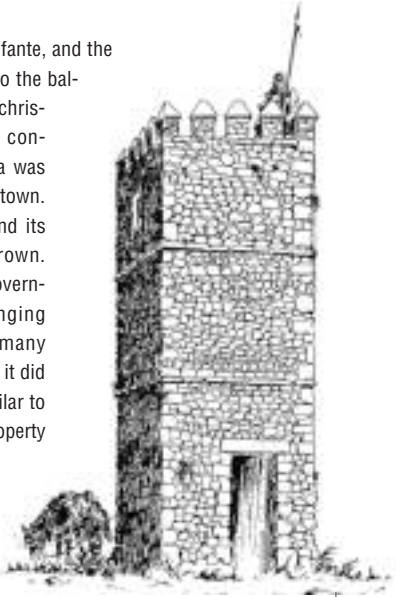 fante, and the
o the bal-
chris-
con-
a was
town.
nd its
rown.
overn-
nging
many
it did
ilar to
operty